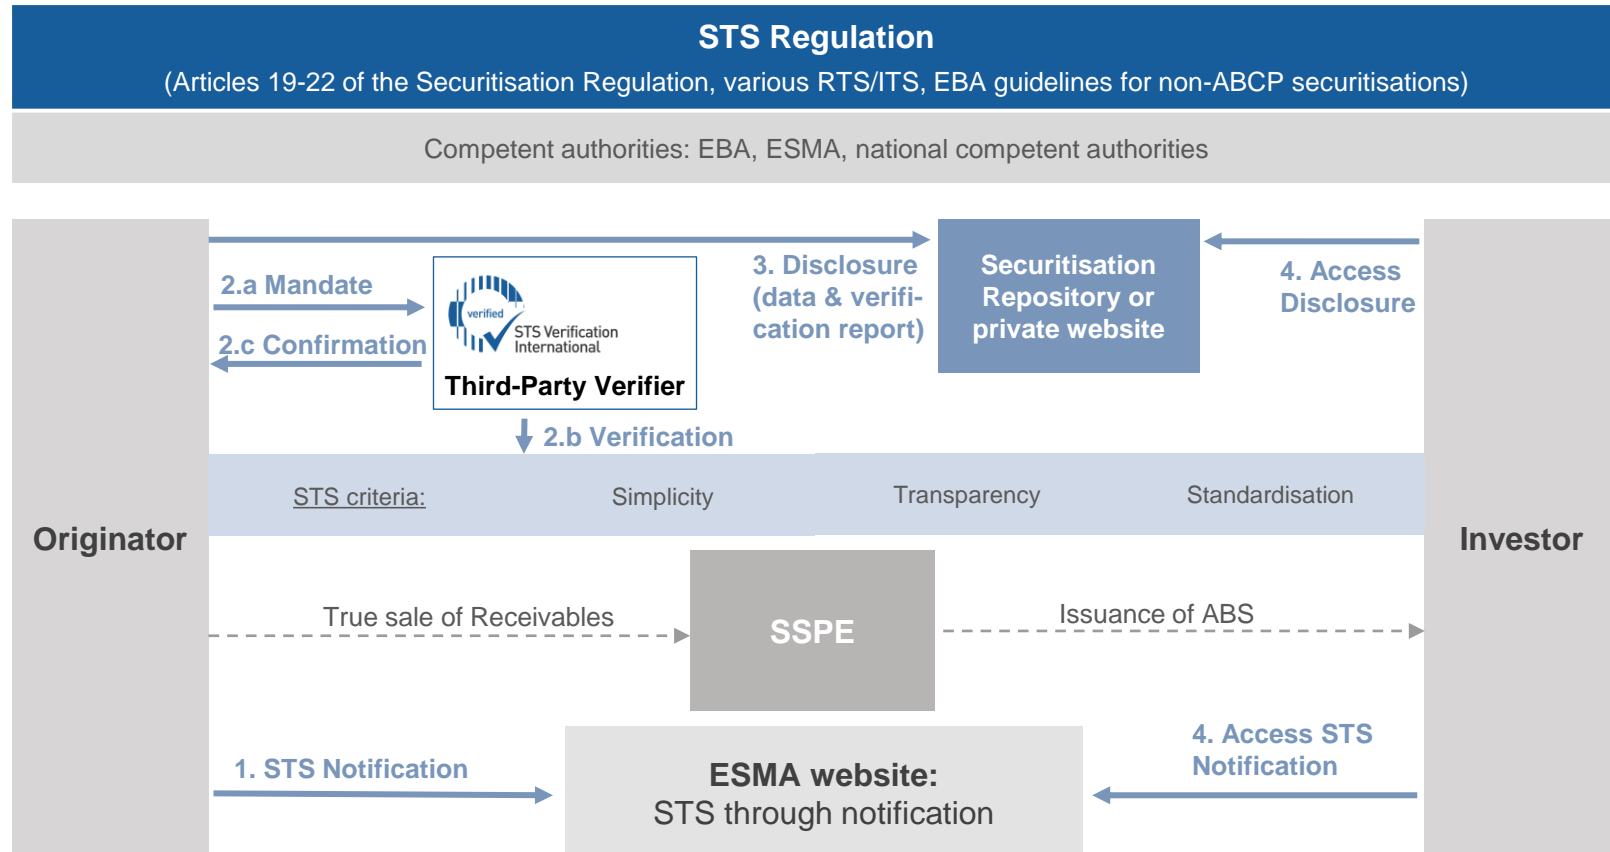 STS Regulation
(Articles 19-22 of the Securitisation Regulation, various RTS/ITS, EBA guidelines for non-ABCP securitisations)
Competent authorities: EBA, ESMA, national competent authorities
Originator
2.a Mandate
2.c Confirmation
verified
STS Verification
International
Third-Party Verifier
2.b Verification
3. Disclosure
(data & verifi-
cation report)
Securitisation
Repository or
private website
4. Access
Disclosure
STS criteria:
Simplicity
Transparency
Standardisation
Investor
True sale of Receivables
SSPE
Issuance of ABS
1. STS Notification
ESMA website:
STS through notification
4. Access STS
Notification